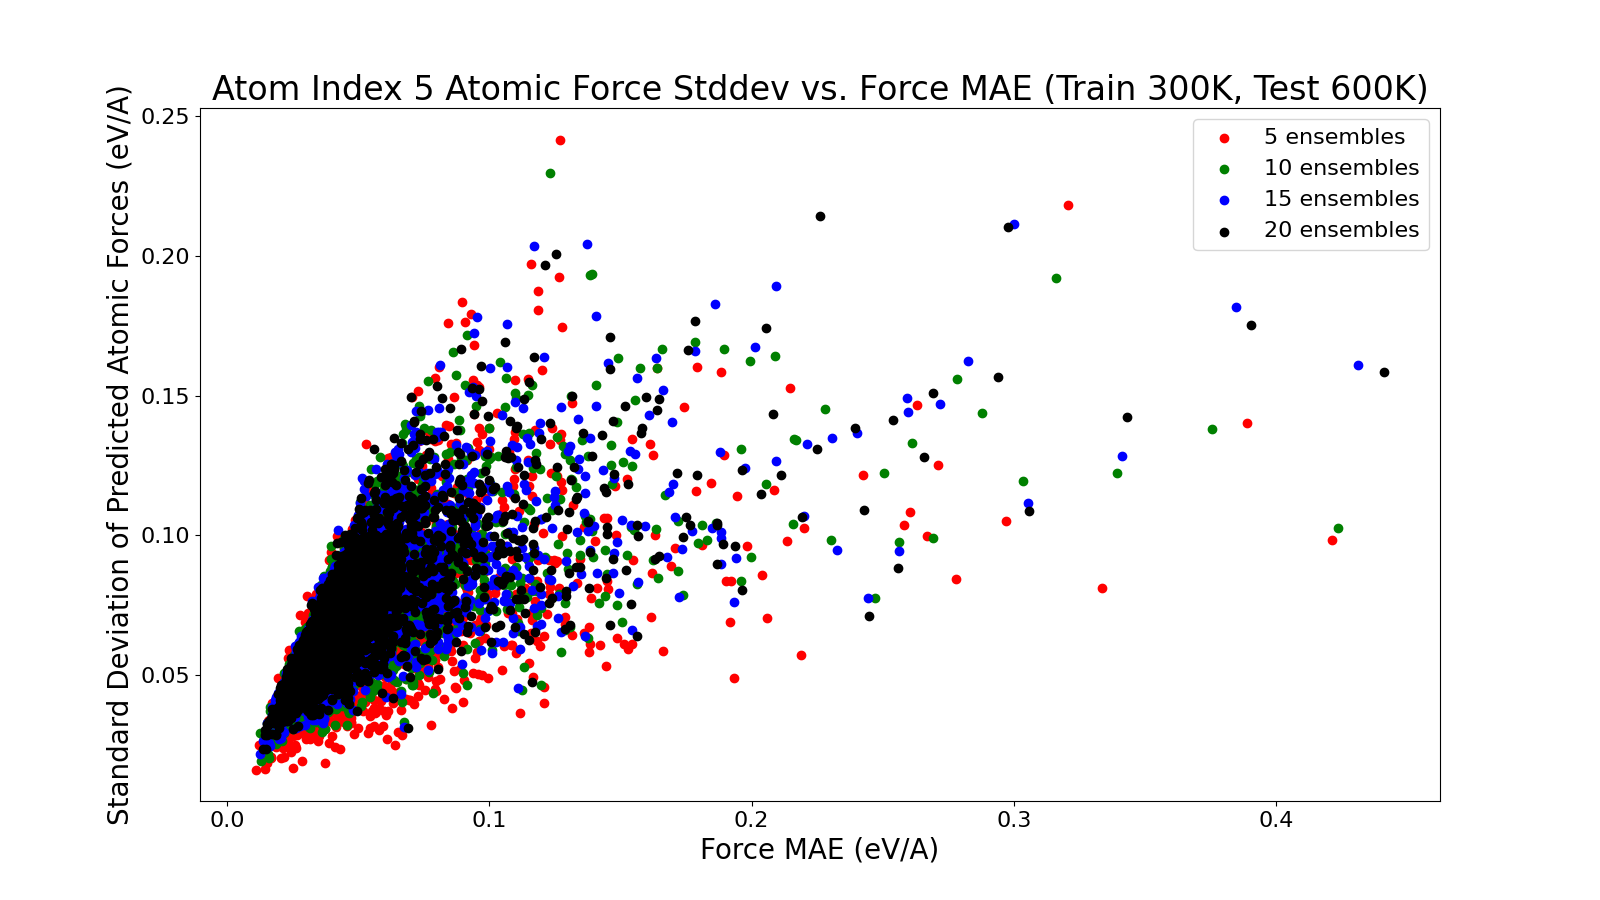 Atom Index 5 Atomic Force Stddev vs. Force MAE (Train 300K, Test 600K)
Standard Deviation of Predicted Atomic Forces (eV/A)
0.25
0.20
0.15
0.10
0.05
5 ensembles
10 ensembles
15 ensembles
20 ensembles
0.0
0.1
0.2
0.3
0.4
Force MAE (eV/A)